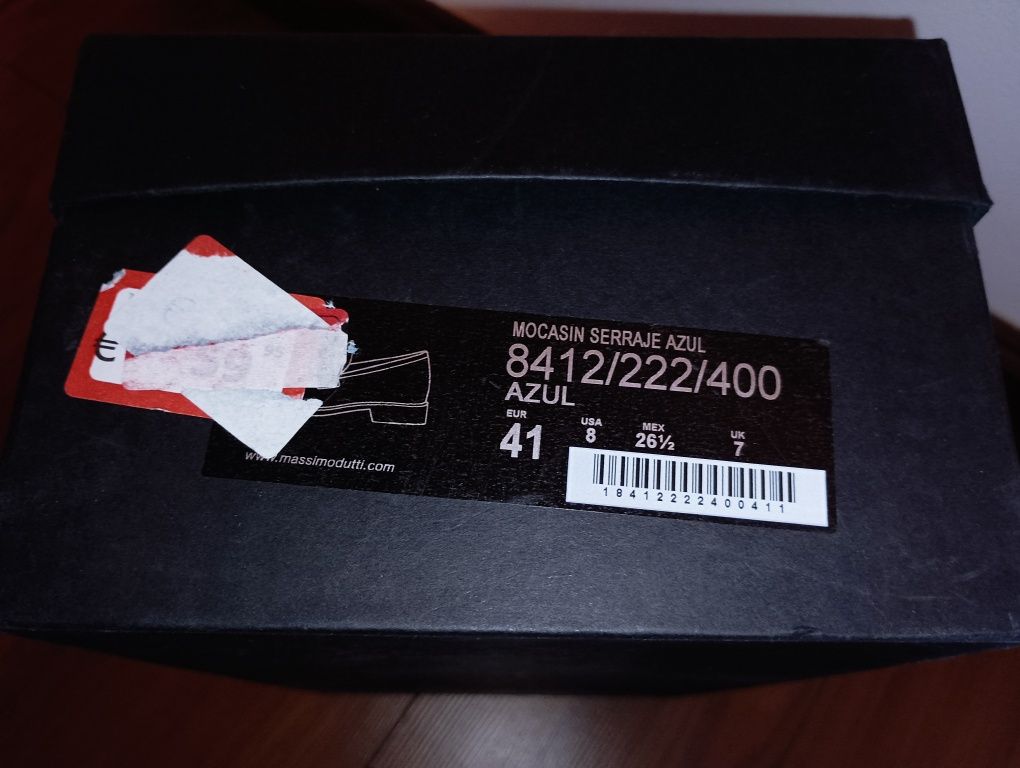 €
MOCASIN SERRAJE AZUL
8412/222/400
AZUL
EUR USA MEX UK
41 8 26½ 7
www.massimodutti.com
18412222400411